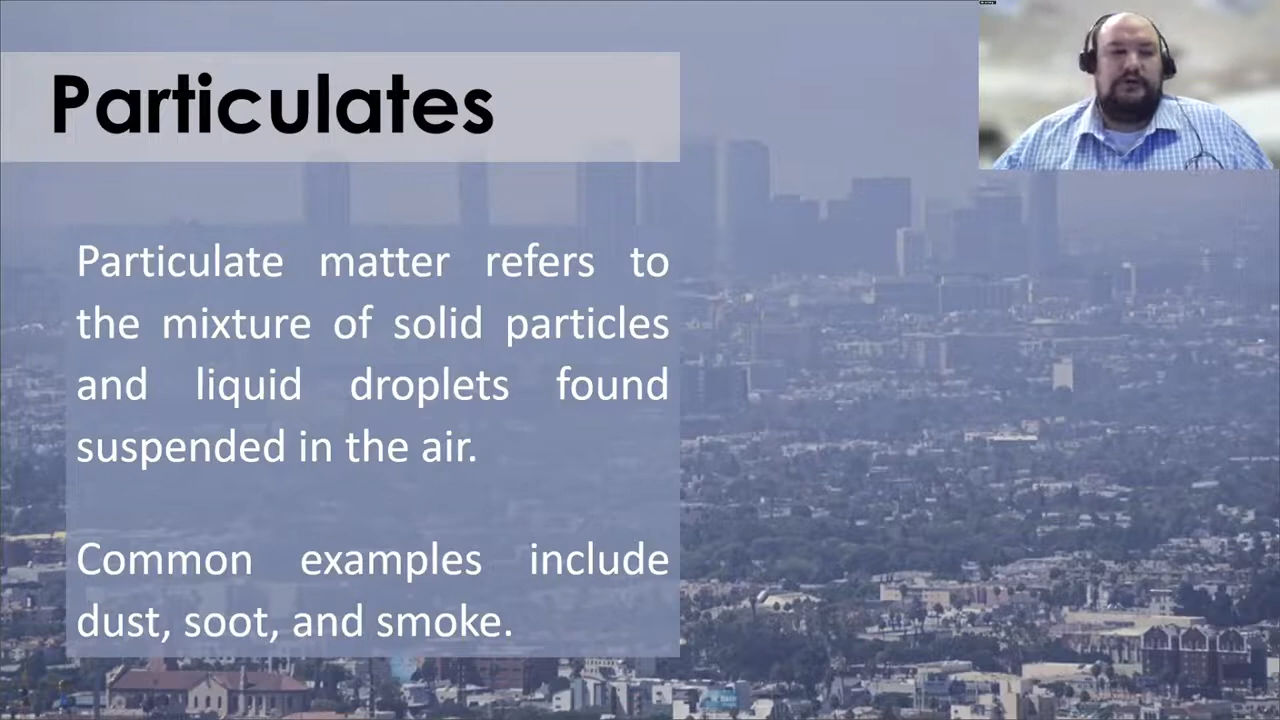 Particulates
Particulate matter refers to
the mixture of solid particles
and liquid droplets found
suspended in the air.
Common examples include
dust, soot, and smoke.